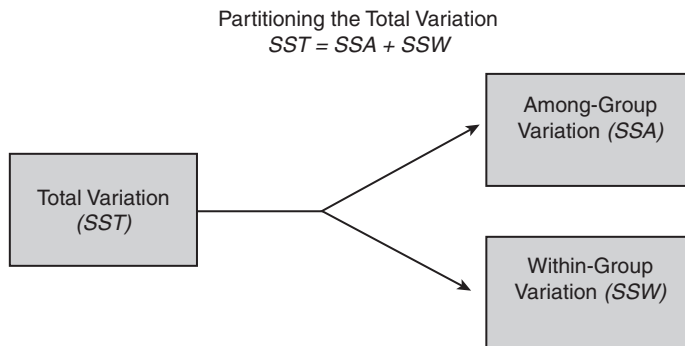 Partitioning the Total Variation
SST = SSA + SSW
Among-Group
Variation (SSA)
Total Variation
(SST)
Within-Group
Variation (SSW)